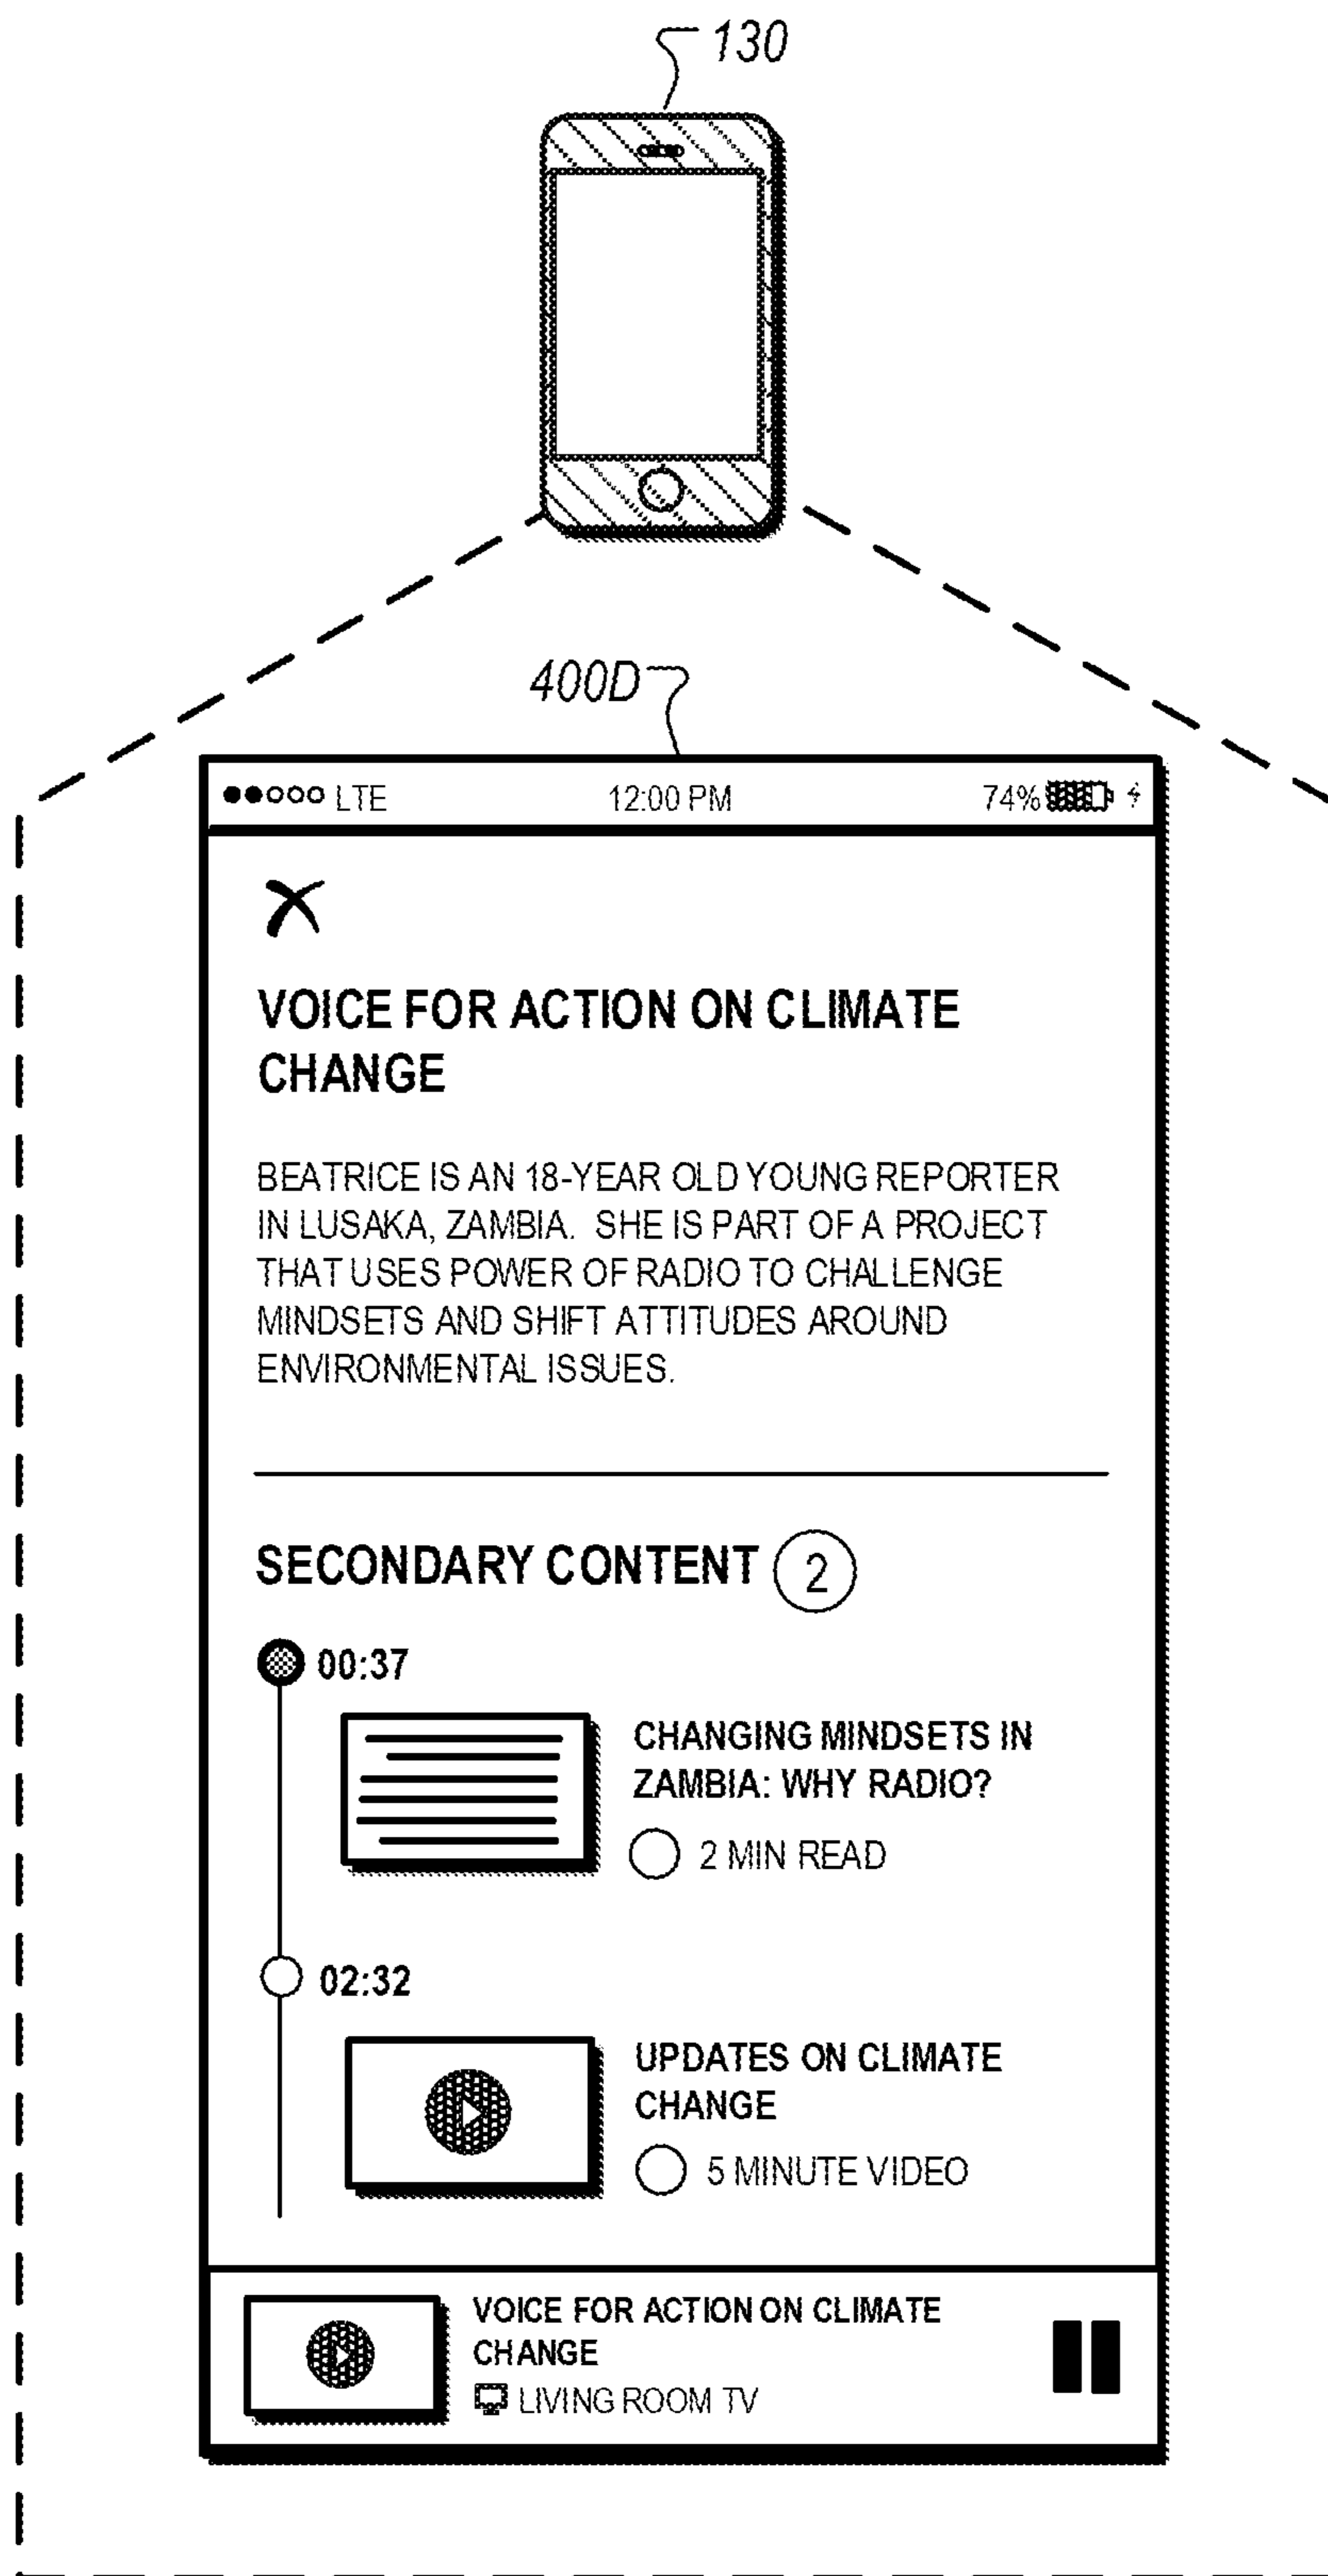 130
400D
LTE 12:00 PM 74%
VOICE FOR ACTION ON CLIMATE
CHANGE
BEATRICE IS AN 18-YEAR OLD YOUNG REPORTER
IN LUSAKA, ZAMBIA. SHE IS PART OF A PROJECT
THAT USES POWER OF RADIO TO CHALLENGE
MINDSETS AND SHIFT ATTITUDES AROUND
ENVIRONMENTAL ISSUES.
SECONDARY CONTENT 2
00:37
CHANGING MINDSETS IN
ZAMBIA: WHY RADIO?
2 MIN READ
02:32
UPDATES ON CLIMATE
CHANGE
5 MINUTE VIDEO
VOICE FOR ACTION ON CLIMATE
CHANGE
LIVING ROOM TV